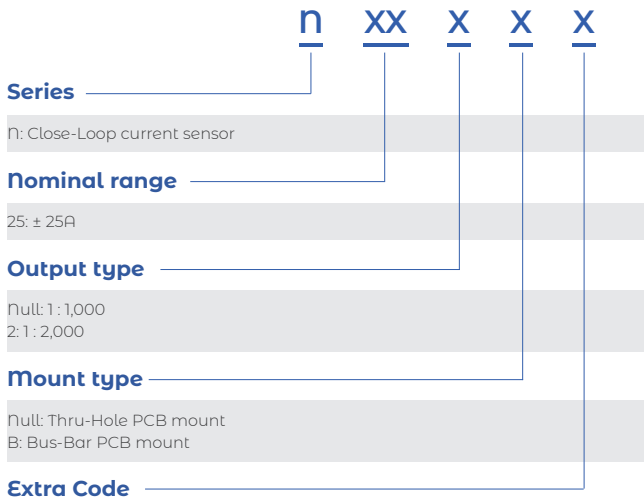 n xx x x x
Series
N: Close-Loop current sensor
Nominal range
25: ± 25A
Output type
Null: 1 : 1,000
2: 1 : 2,000
Mount type
Null: Thru-Hole PCB mount
B: Bus-Bar PCB mount
Extra Code